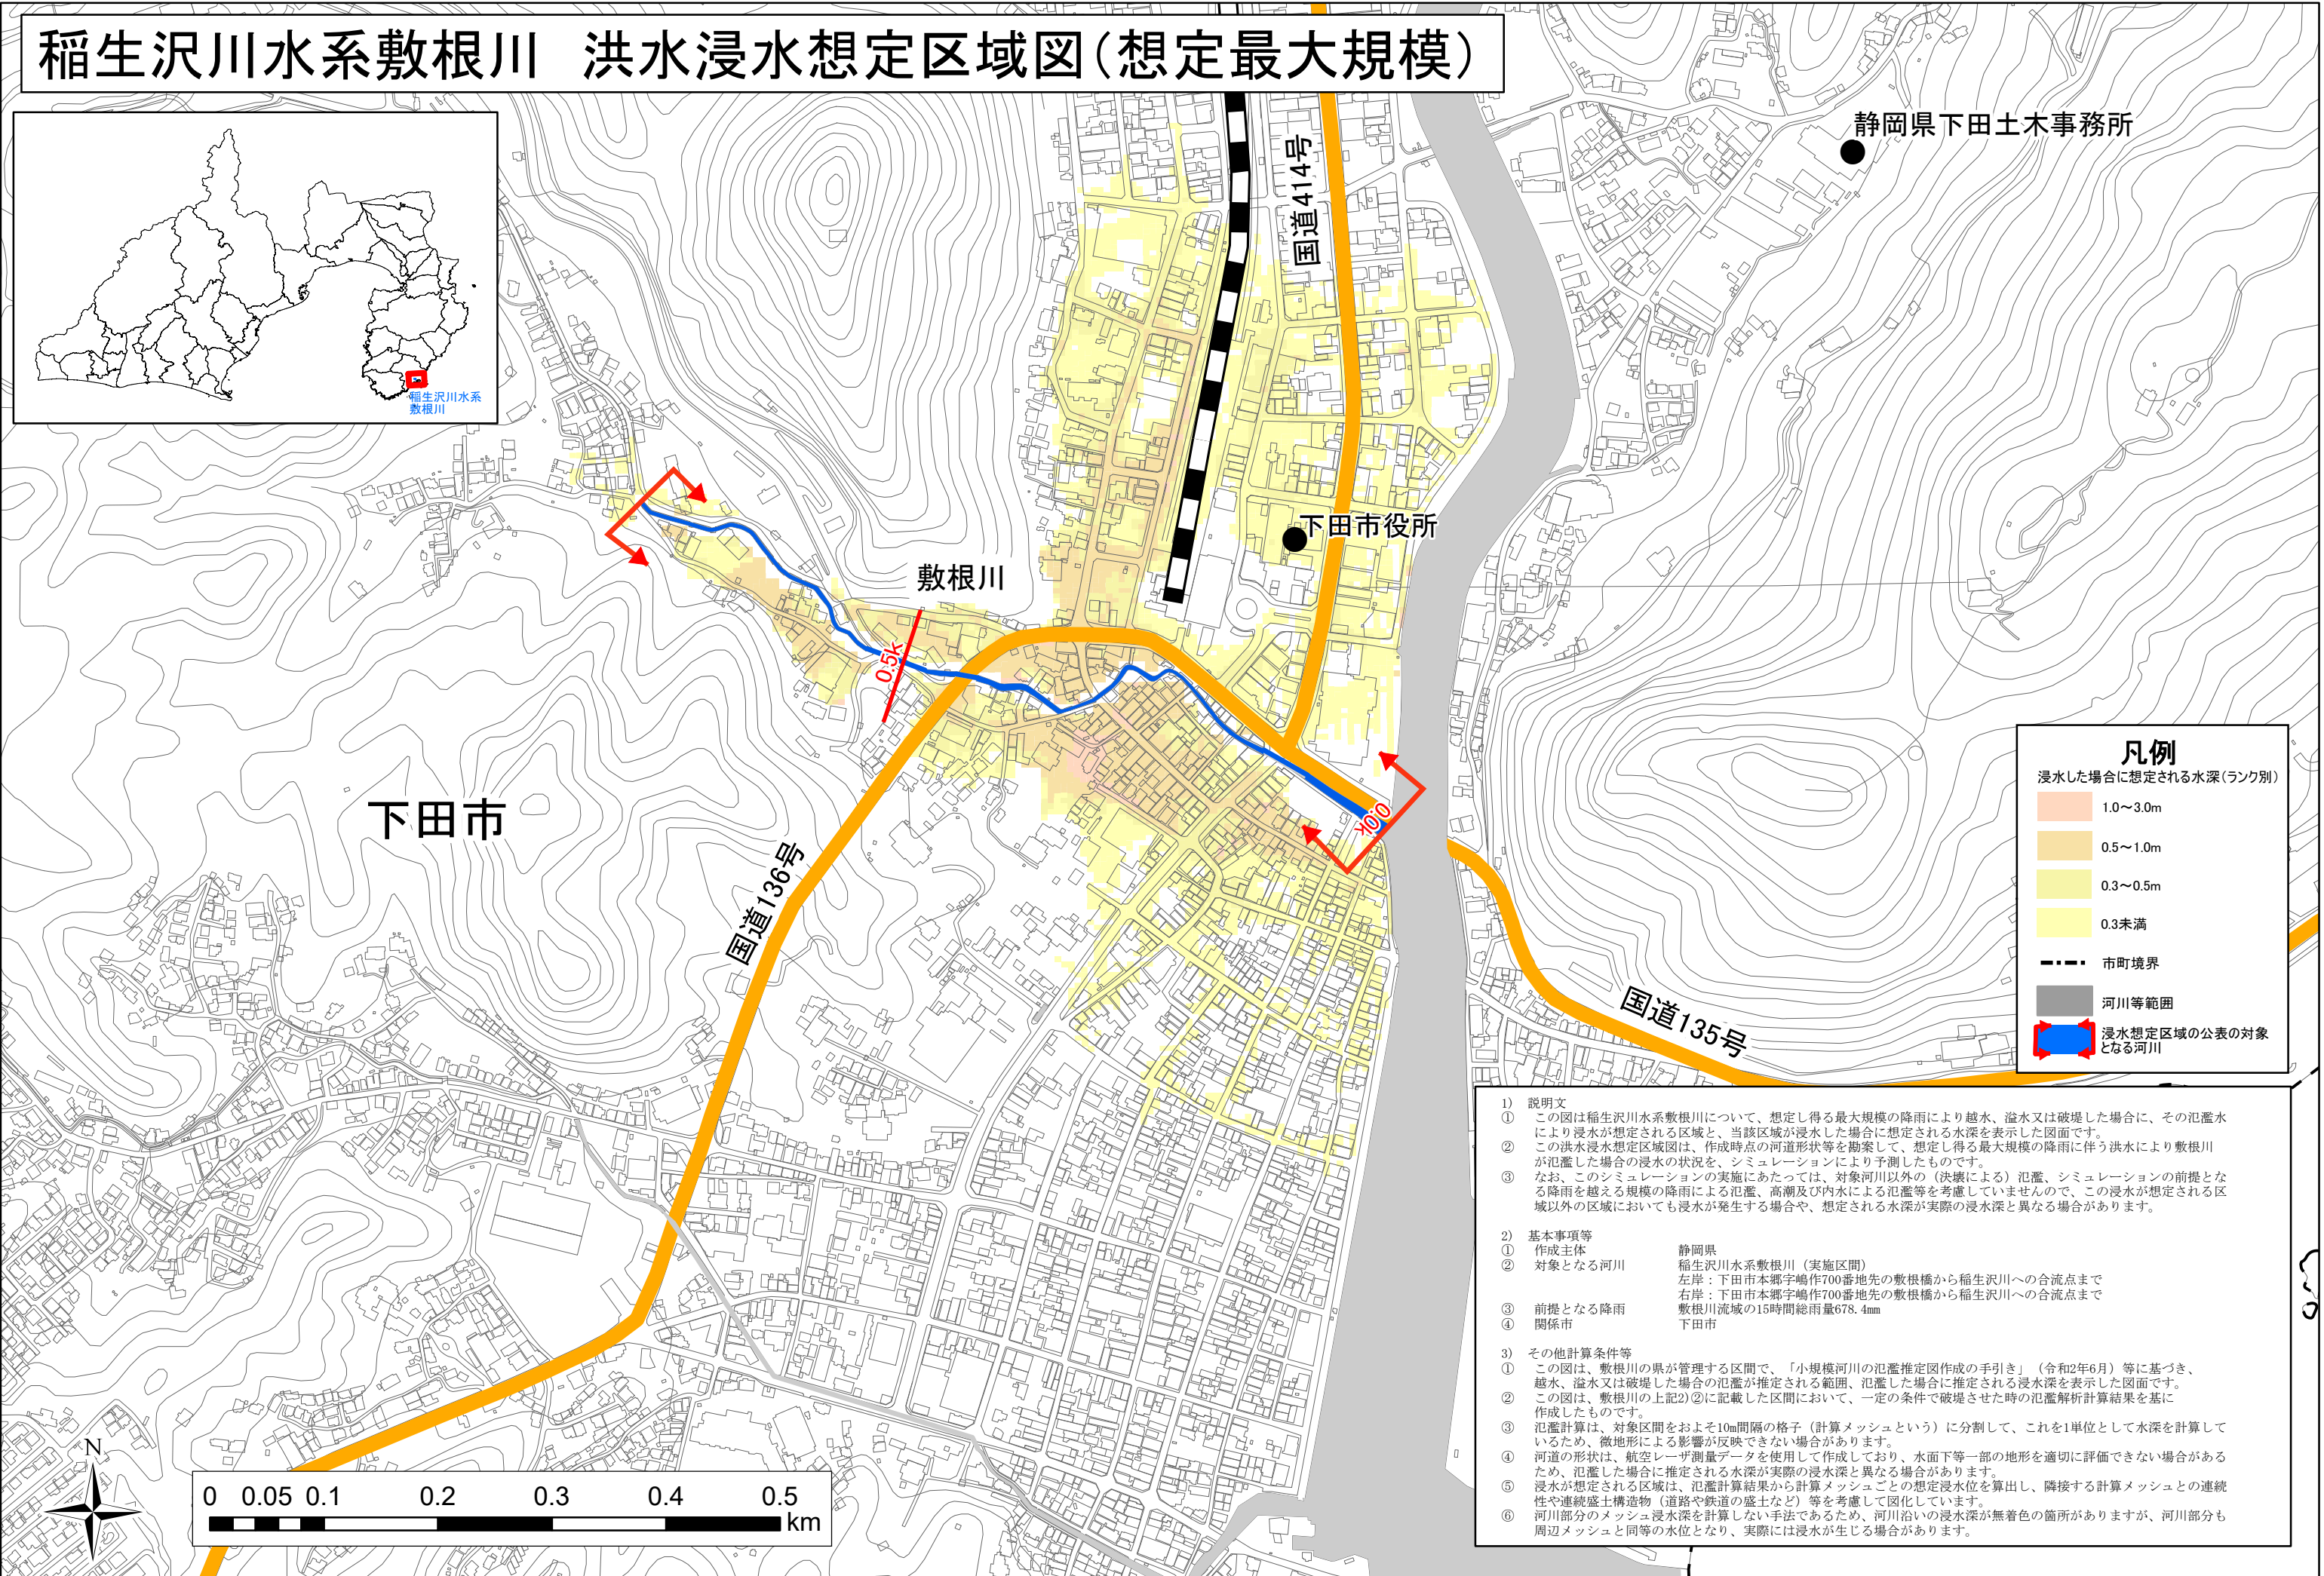 稲生沢川水系敷根川　洪水浸水想定区域図(想定最大規模)
稲生沢川水系
敷根川
静岡県下田土木事務所
国道414号
下田市役所
敷根川
0.5k
0.0k
下田市
国道136号
国道135号
凡例
浸水した場合に想定される水深(ランク別)
1.0～3.0m
0.5～1.0m
0.3～0.5m
0.3未満
市町境界
河川等範囲
浸水想定区域の公表の対象
となる河川
1)　説明文
①　この図は稲生沢川水系敷根川について、想定し得る最大規模の降雨により越水、溢水又は破堤した場合に、その氾濫水
により浸水が想定される区域と、当該区域が浸水した場合に想定される水深を表示した図面です。
②　この洪水浸水想定区域図は、作成時点の河道形状等を勘案して、想定し得る最大規模の降雨に伴う洪水により敷根川
が氾濫した場合の浸水の状況を、シミュレーションにより予測したものです。
③　なお、このシミュレーションの実施にあたっては、対象河川以外の（決壊による）氾濫、シミュレーションの前提とな
る降雨を越える規模の降雨による氾濫、高潮及び内水による氾濫等を考慮していませんので、この浸水が想定される区
域以外の区域においても浸水が発生する場合や、想定される水深が実際の浸水深と異なる場合があります。
2)　基本事項等
①　作成主体　静岡県
②　対象となる河川　稲生沢川水系敷根川（実施区間）
左岸：下田市本郷字嶋作700番地先の敷根橋から稲生沢川への合流点まで
右岸：下田市本郷字嶋作700番地先の敷根橋から稲生沢川への合流点まで
③　前提となる降雨　敷根川流域の15時間総雨量678.4mm
④　関係市　下田市
3)　その他計算条件等
①　この図は、敷根川の県が管理する区間で、「小規模河川の氾濫推定図作成の手引き」（令和2年6月）等に基づき、
越水、溢水又は破堤した場合の氾濫が推定される範囲、氾濫した場合に推定される浸水深を表示した図面です。
②　この図は、敷根川の上記2)②に記載した区間において、一定の条件で破堤させた時の氾濫解析計算結果を基に
作成したものです。
③　氾濫計算は、対象区間をおよそ10m間隔の格子（計算メッシュという）に分割して、これを1単位として水深を計算して
いるため、微地形による影響が反映できない場合があります。
④　河道の形状は、航空レーザ測量データを使用して作成しており、水面下等一部の地形を適切に評価できない場合がある
ため、氾濫した場合に推定される水深が実際の浸水深と異なる場合があります。
⑤　浸水が想定される区域は、氾濫計算結果から計算メッシュごとの想定浸水位を算出し、隣接する計算メッシュとの連続
性や連続盛土構造物（道路や鉄道の盛土など）等を考慮して図化しています。
⑥　河川部分のメッシュ浸水深を計算しない手法であるため、河川沿いの浸水深が無着色の箇所がありますが、河川部分も
周辺メッシュと同等の水位となり、実際には浸水が生じる場合があります。
N
0 0.05 0.1 0.2 0.3 0.4 0.5
km